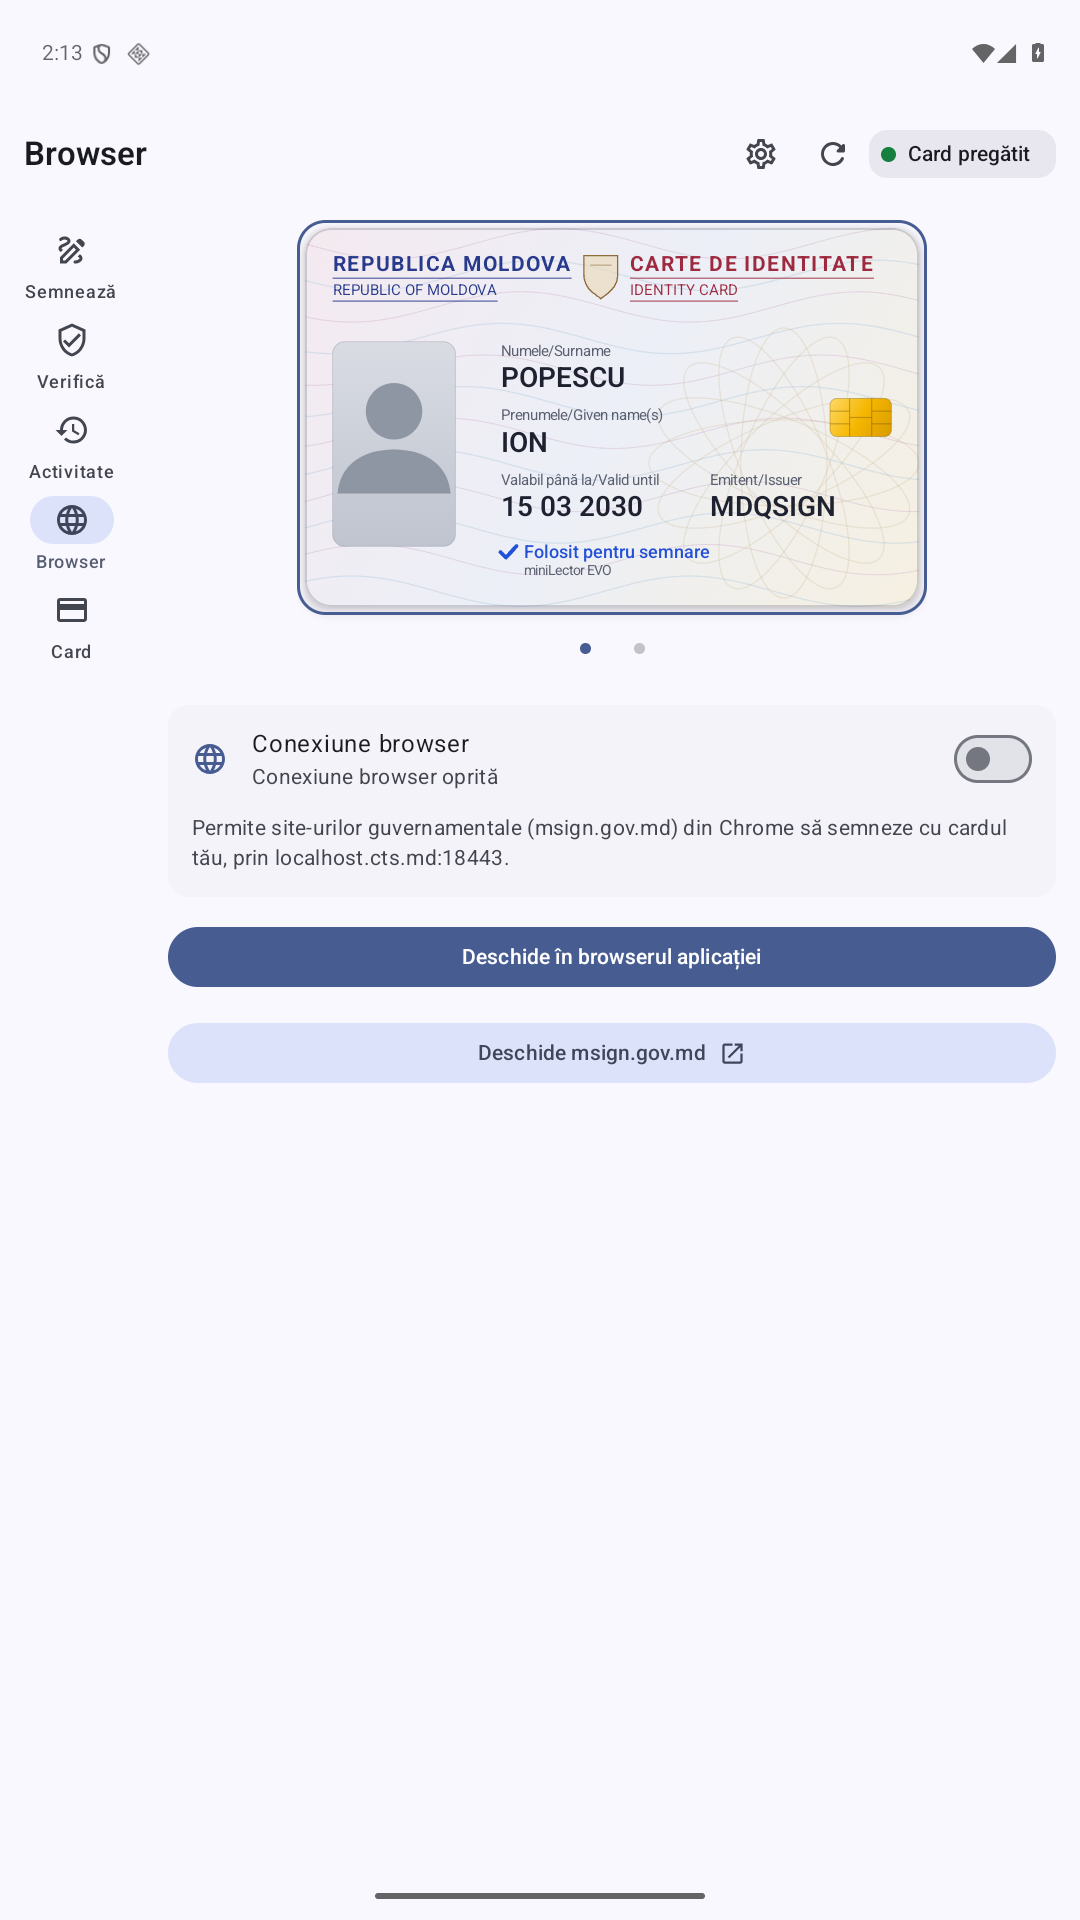 2:13
Browser
Card pregătit
Semnează
Verifică
Activitate
Browser
Card
REPUBLICA MOLDOVA
REPUBLIC OF MOLDOVA
CARTE DE IDENTITATE
IDENTITY CARD
Numele/Surname
POPESCU
Prenumele/Given name(s)
ION
Valabil până la/Valid until
15 03 2030
Emitent/Issuer
MDQSIGN
Folosit pentru semnare
miniLector EVO
Conexiune browser
Conexiune browser oprită
Permite site-urilor guvernamentale (msign.gov.md) din Chrome să semneze cu cardul
tău, prin localhost.cts.md:18443.
Deschide în browserul aplicației
Deschide msign.gov.md